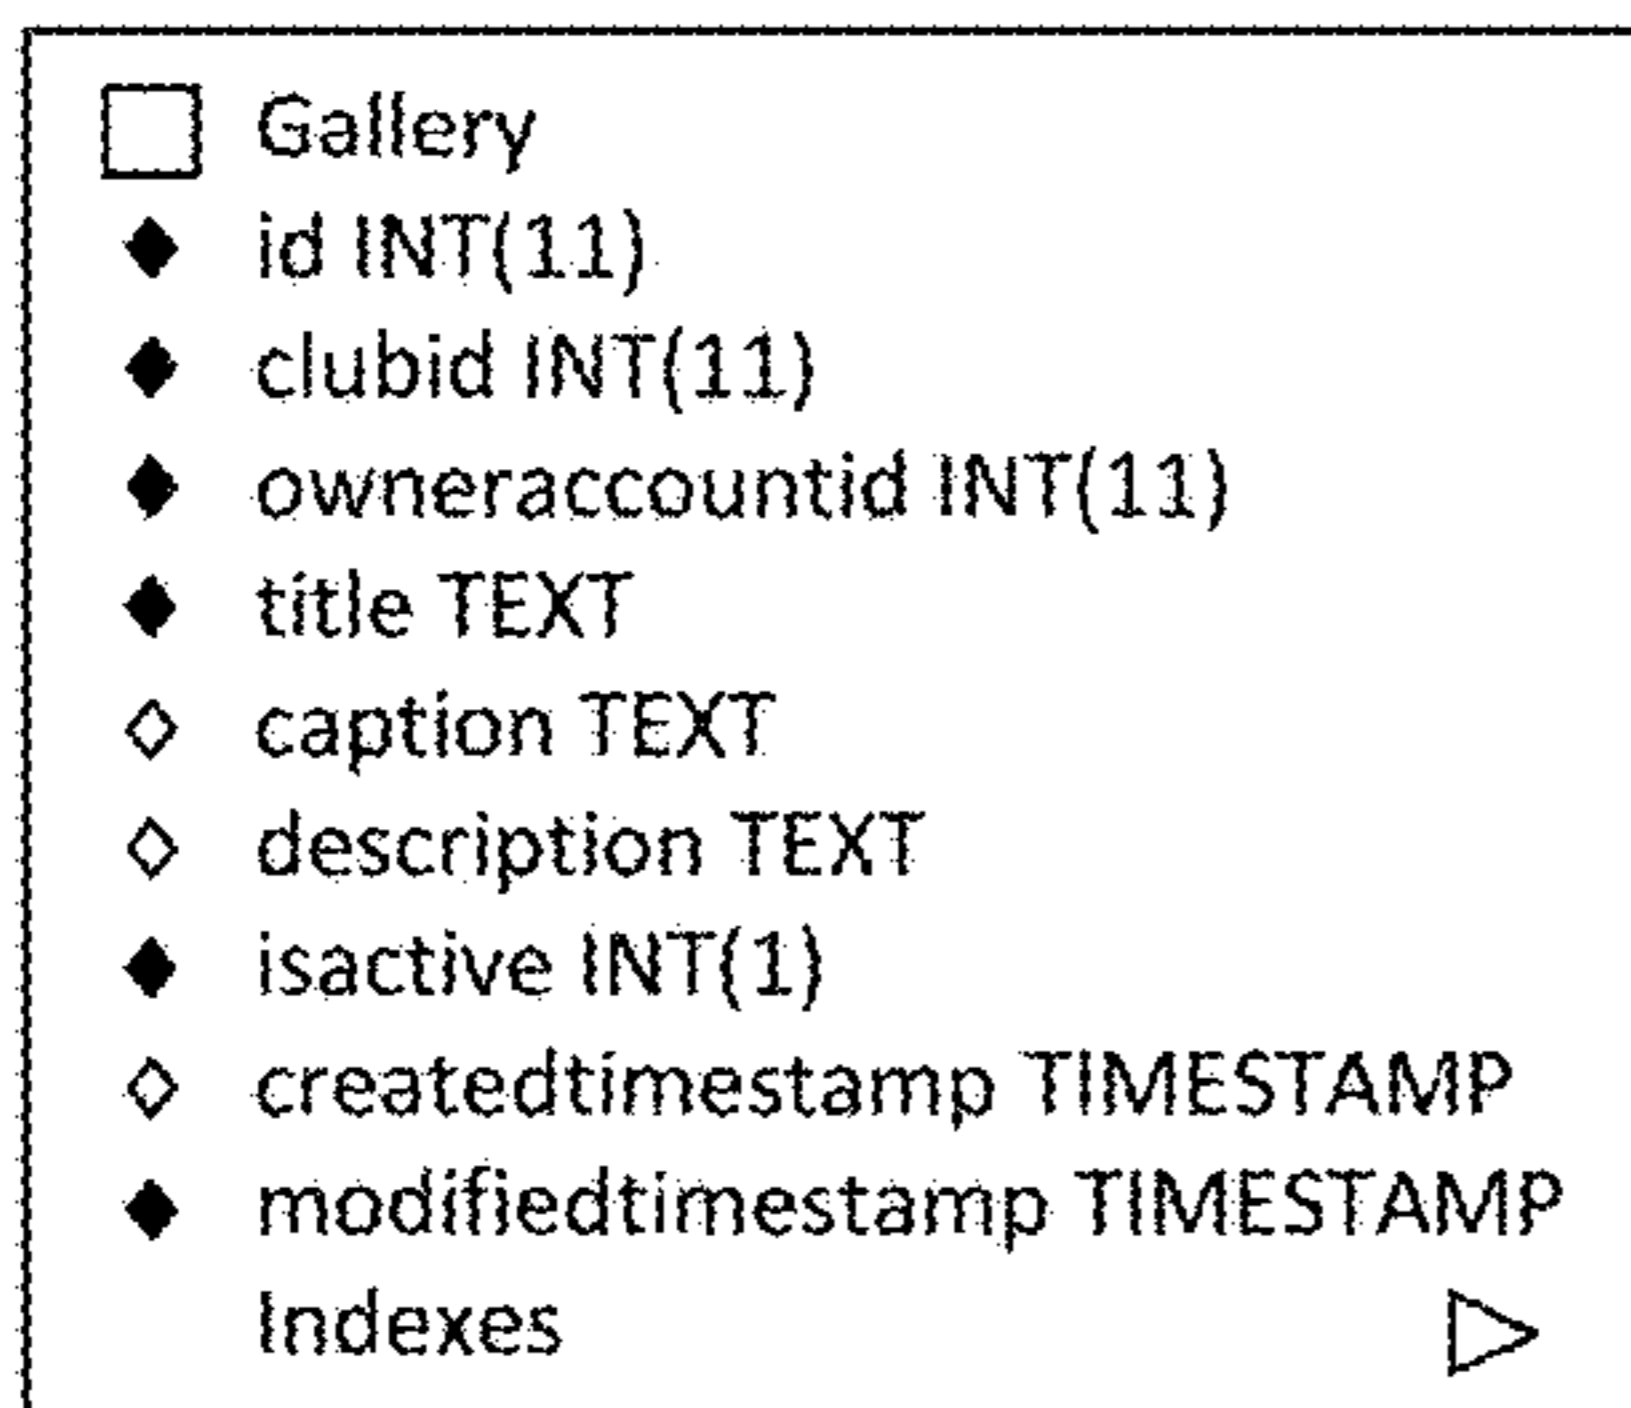 Gallery
id INT(11)
clubid INT(11)
owneraccountid INT(11)
title TEXT
caption TEXT
description TEXT
isactive INT(1)
createdtimestamp TIMESTAMP
modifiedtimestamp TIMESTAMP
Indexes